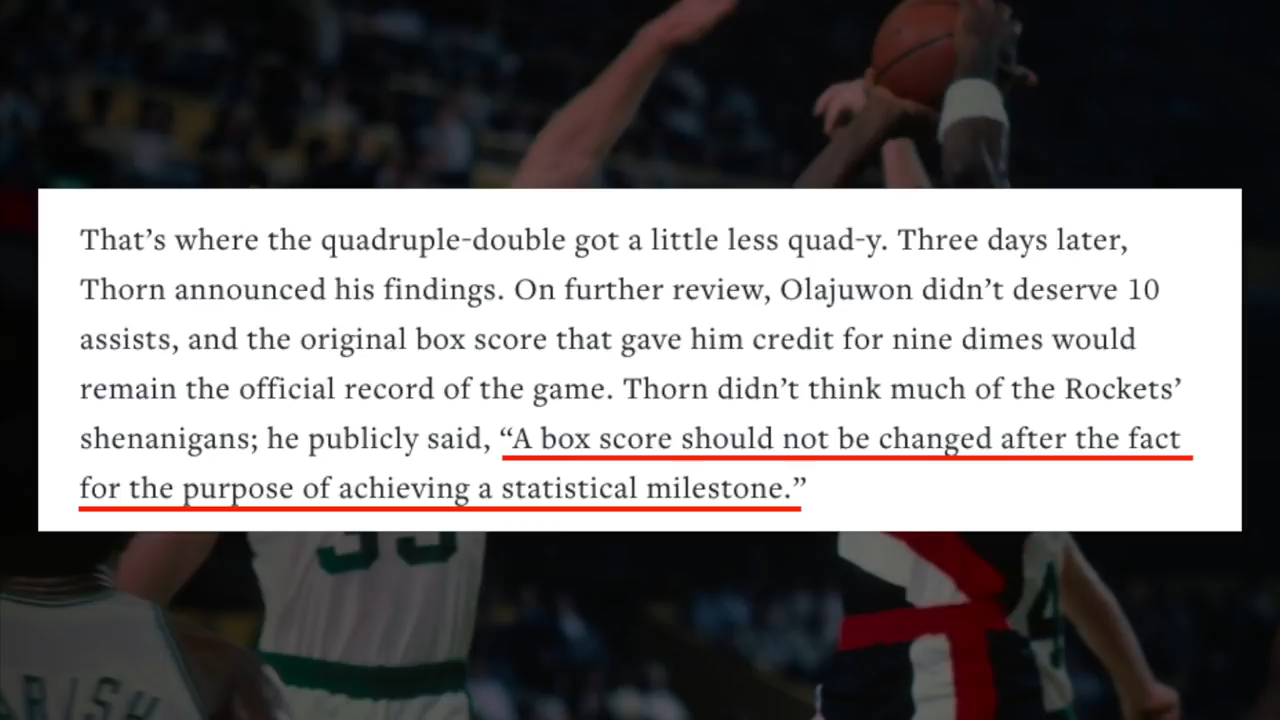 That’s where the quadruple-double got a little less quad-y. Three days later,
Thorn announced his findings. On further review, Olajuwon didn’t deserve 10
assists, and the original box score that gave him credit for nine dimes would
remain the official record of the game. Thorn didn’t think much of the Rockets’
shenanigans; he publicly said, “A box score should not be changed after the fact
for the purpose of achieving a statistical milestone.”
33
4